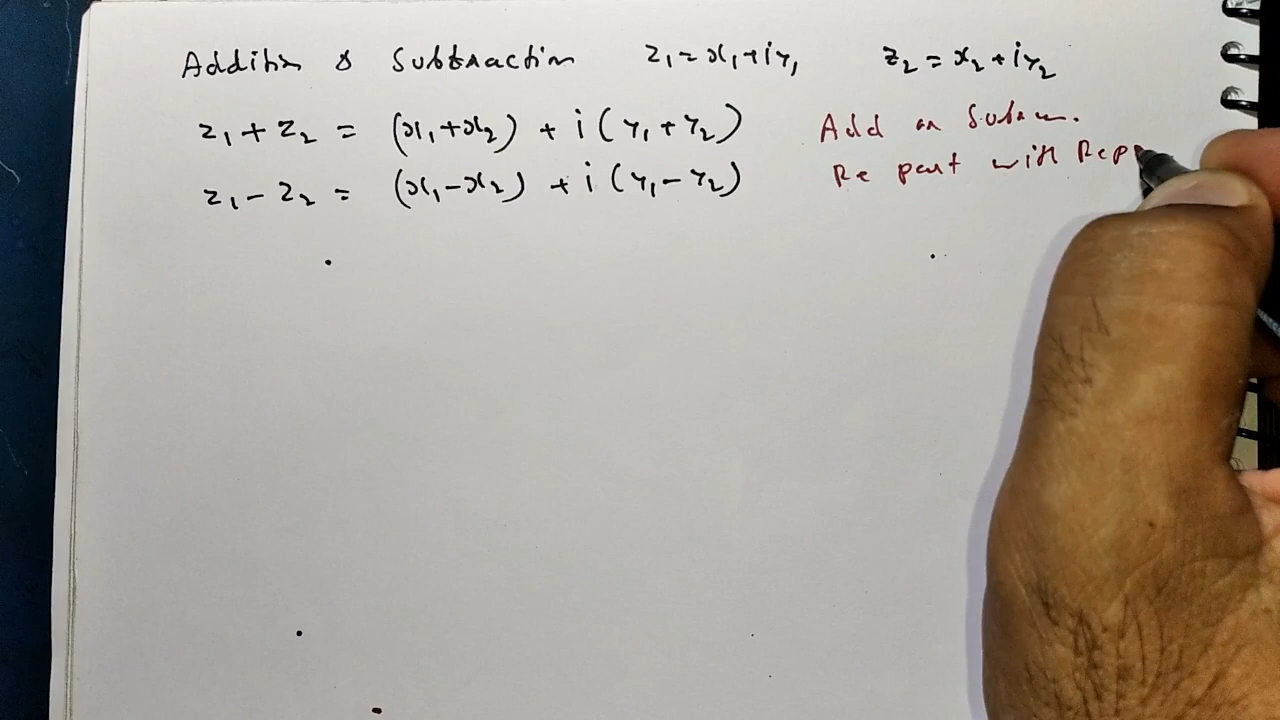 Addition & Subtraction z₁ = x₁ + iy₁ z₂ = x₂ + iy₂
z₁ + z₂ = (x₁ + x₂) + i (y₁ + y₂) Add or Subtr.
z₁ - z₂ = (x₁ - x₂) + i (y₁ - y₂) Re part with Re